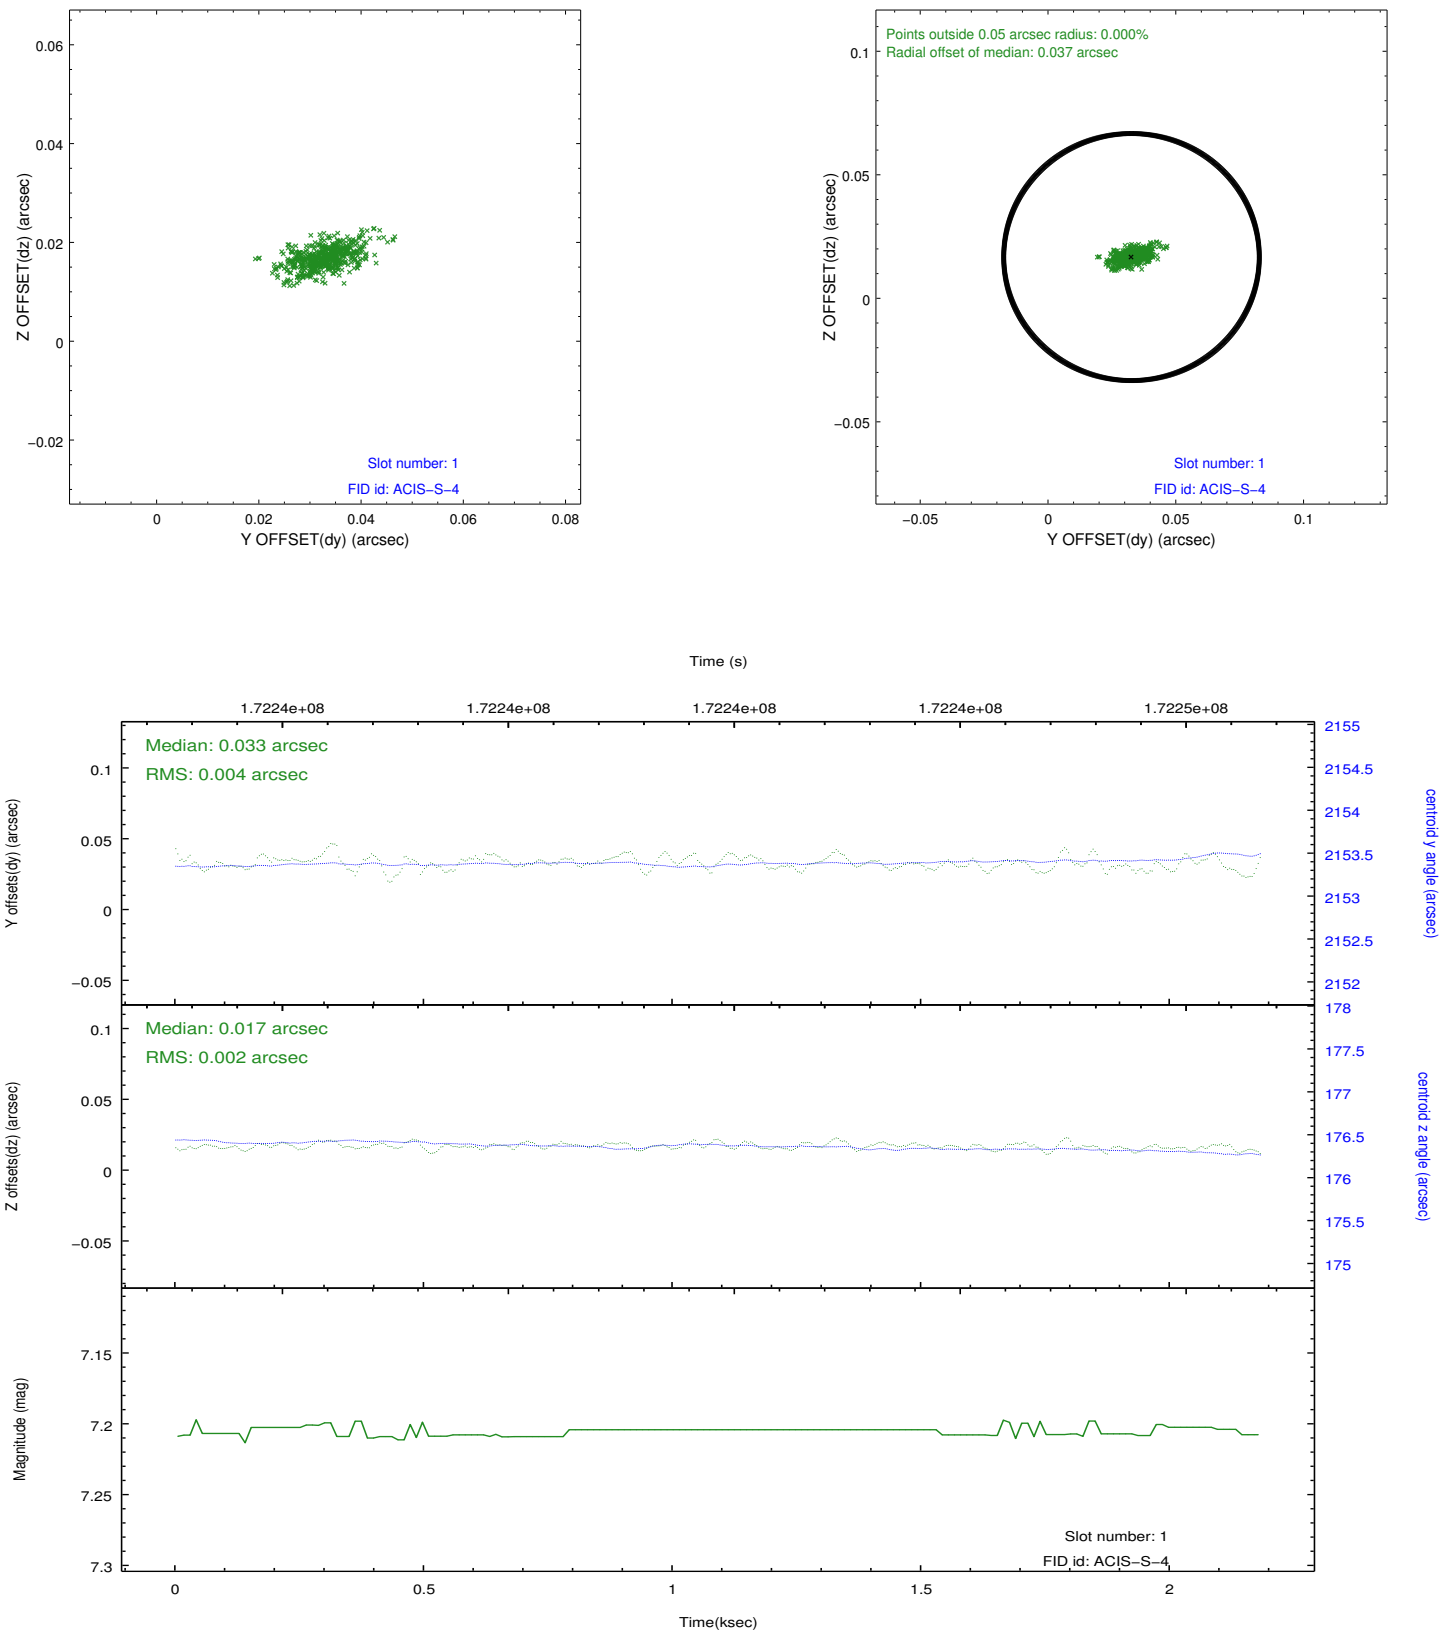 0.06
0.04
0.02
0
−0.02
Z OFFSET(dz) (arcsec)
Slot number: 1
FID id: ACIS−S−4
0
0.02
0.04
0.06
0.08
Y OFFSET(dy) (arcsec)
Points outside 0.05 arcsec radius: 0.000%
Radial offset of median: 0.037 arcsec
0.1
0.05
0
−0.05
Z OFFSET(dz) (arcsec)
Slot number: 1
FID id: ACIS−S−4
−0.05
0
0.05
0.1
Y OFFSET(dy) (arcsec)
Time (s)
1.7224e+08
1.7224e+08
1.7224e+08
1.7224e+08
1.7225e+08
Median: 0.033 arcsec
RMS: 0.004 arcsec
0.1
0.05
0
−0.05
Y offsets(dy) (arcsec)
2155
2154.5
2154
2153.5
2153
2152.5
2152
centroid y angle (arcsec)
Median: 0.017 arcsec
RMS: 0.002 arcsec
0.1
0.05
0
−0.05
Z offsets(dz) (arcsec)
178
177.5
177
176.5
176
175.5
175
centroid z angle (arcsec)
7.15
7.2
7.25
7.3
Magnitude (mag)
Slot number: 1
FID id: ACIS−S−4
0
0.5
1
1.5
2
Time(ksec)